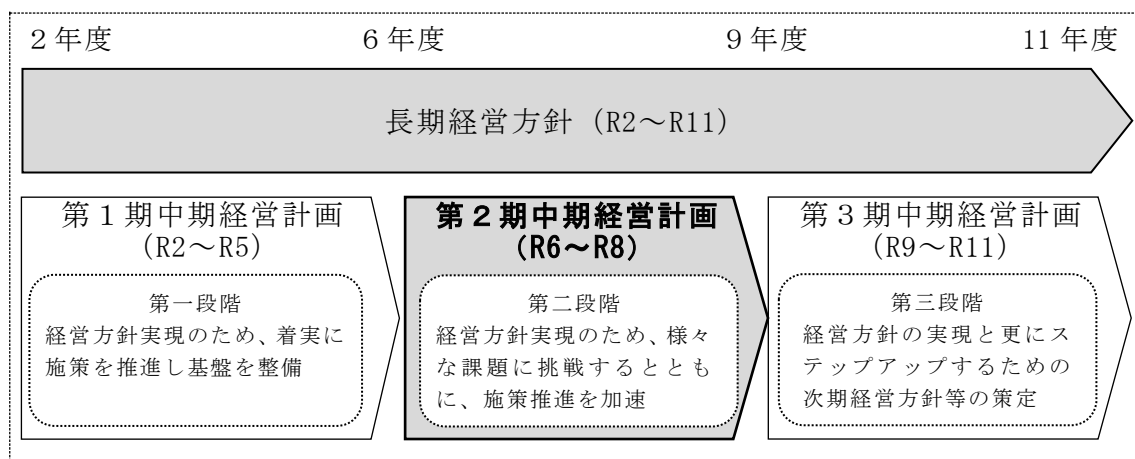 ２年度　６年度　９年度　11年度
長期経営方針（R2～R11）
第１期中期経営計画
(R2～R5)
第一段階
経営方針実現のため、着実に
施策を推進し基盤を整備
第２期中期経営計画
(R6～R8)
第二段階
経営方針実現のため、様々
な課題に挑戦するととも
に、施策推進を加速
第３期中期経営計画
(R9～R11)
第三段階
経営方針の実現と更にス
テップアップするための
次期経営方針等の策定